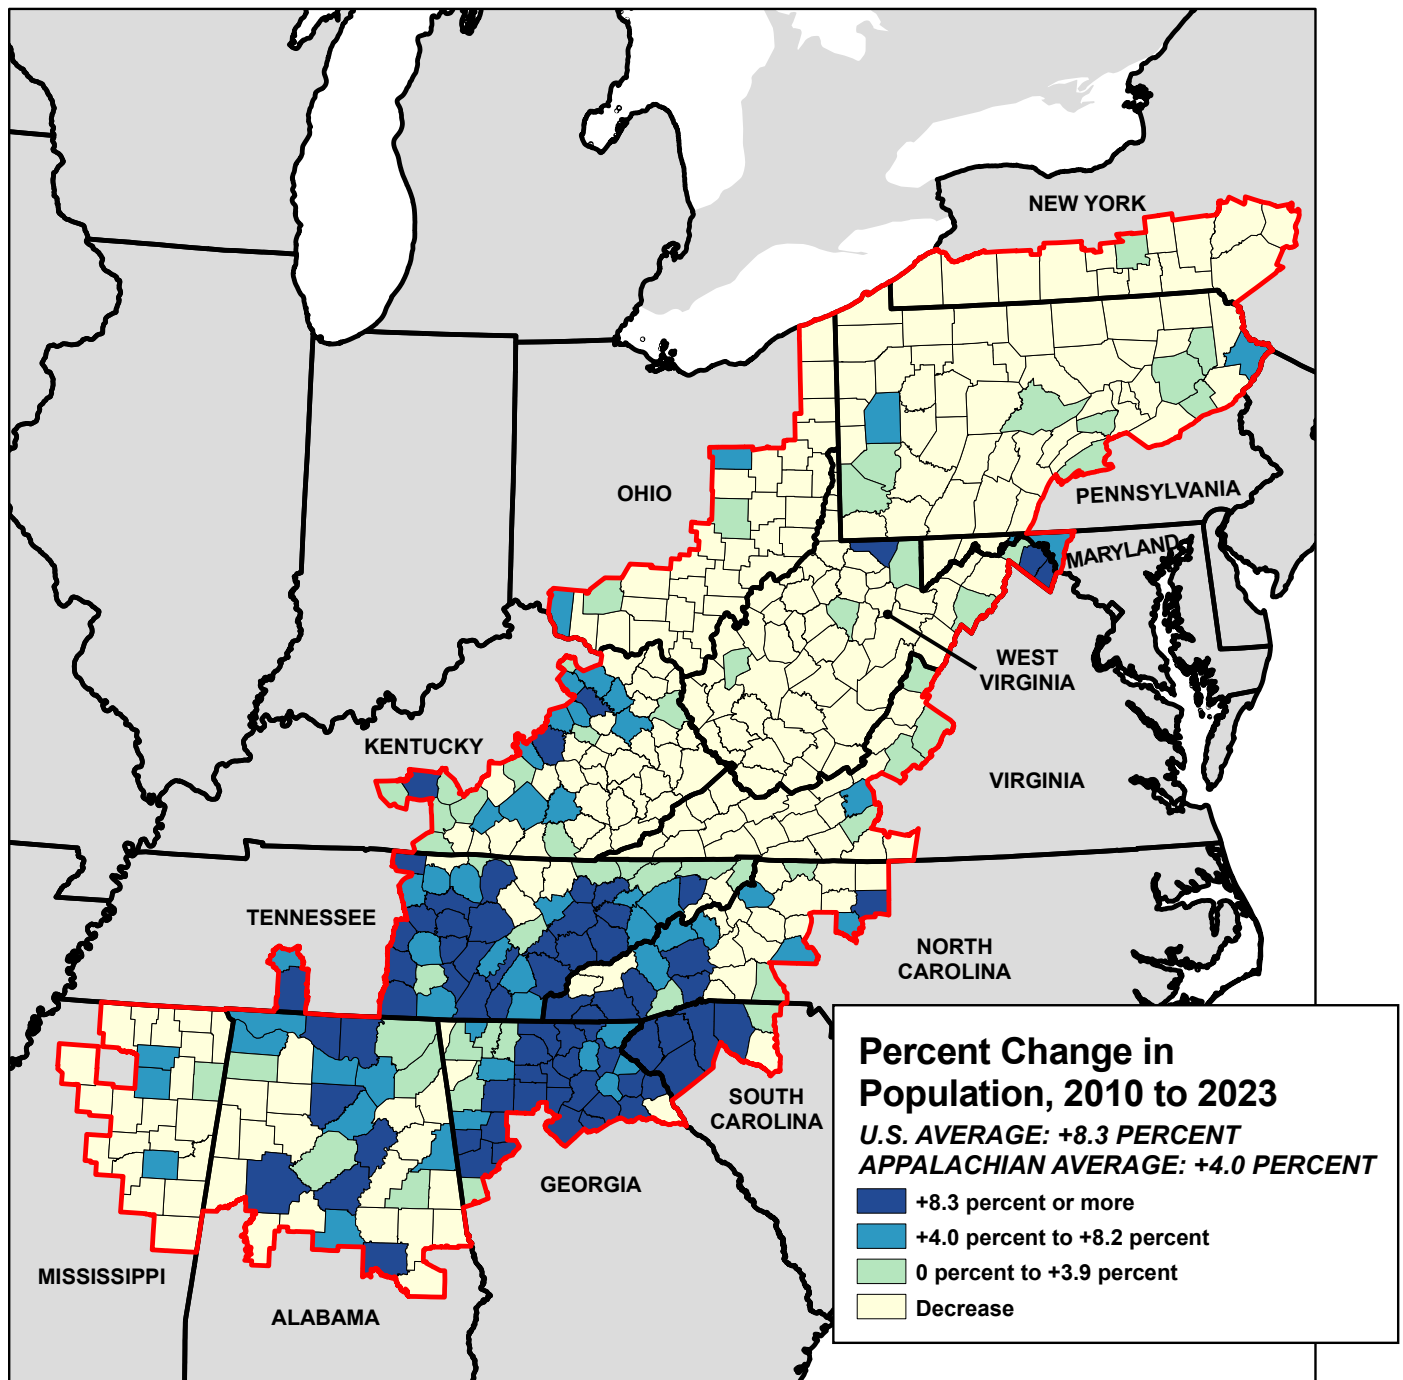 NEW YORK
OHIO
PENNSYLVANIA
MARYLAND
WEST
VIRGINIA
KENTUCKY
VIRGINIA
TENNESSEE
NORTH
CAROLINA
SOUTH
CAROLINA
GEORGIA
MISSISSIPPI
ALABAMA
Percent Change in
Population, 2010 to 2023
U.S. AVERAGE: +8.3 PERCENT
APPALACHIAN AVERAGE: +4.0 PERCENT
+8.3 percent or more
+4.0 percent to +8.2 percent
0 percent to +3.9 percent
Decrease